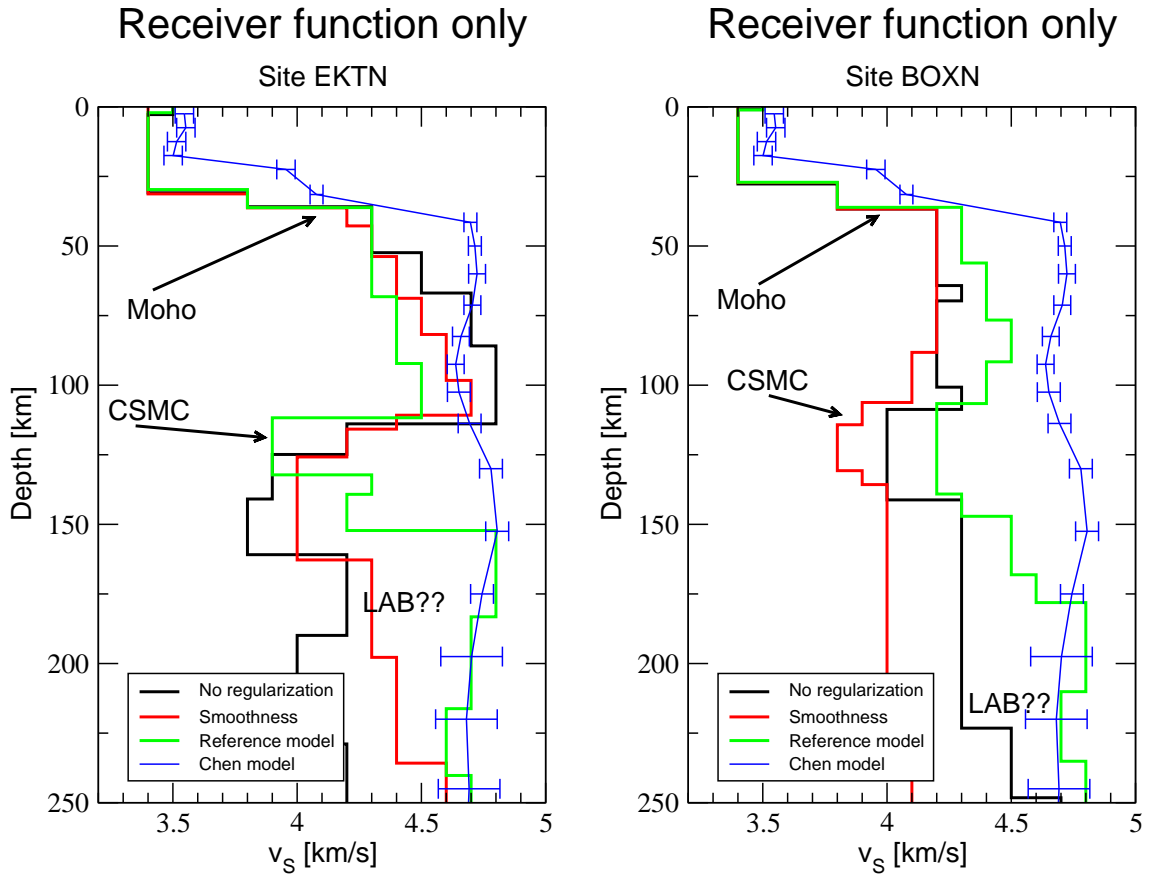 Receiver function only
Site EKTN
0
50
100
150
200
250
Depth [km]
Moho
CSMC
LAB??
No regularization
Smoothness
Reference model
Chen model
3.5 4 4.5 5
vS [km/s]
Receiver function only
Site BOXN
0
50
100
150
200
250
Depth [km]
Moho
CSMC
LAB??
No regularization
Smoothness
Reference model
Chen model
3.5 4 4.5 5
vS [km/s]